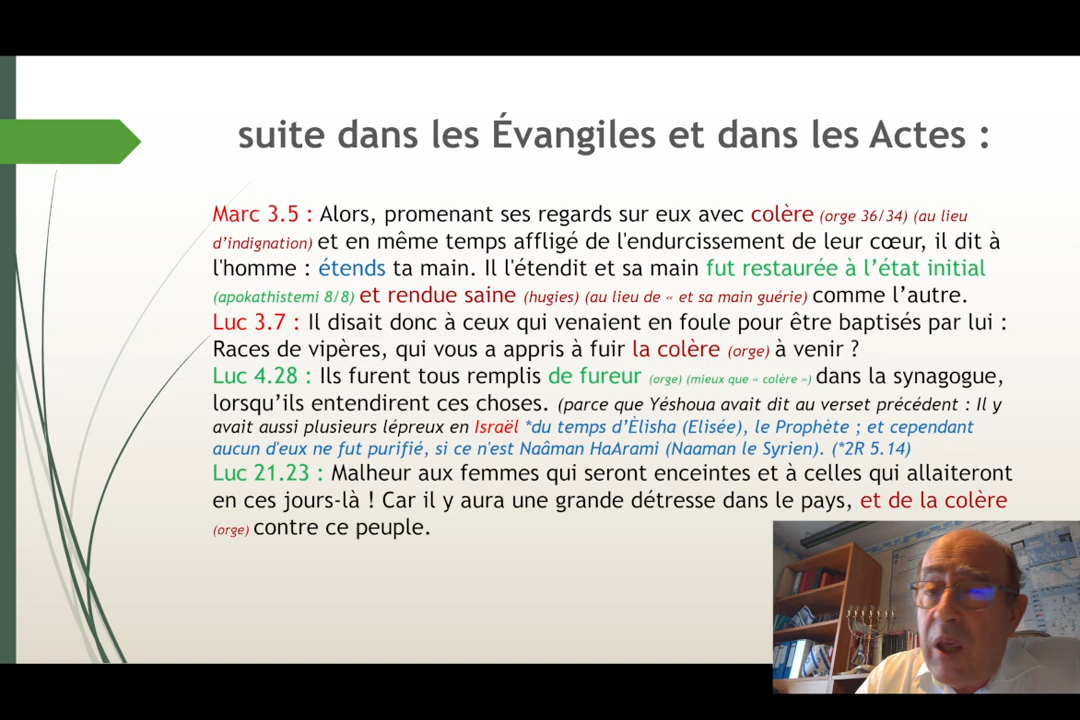 suite dans les Évangiles et dans les Actes :
Marc 3.5 : Alors, promenant ses regards sur eux avec colère (orge 36/34) (au lieu
d’indignation) et en même temps affligé de l'endurcissement de leur cœur, il dit à
l'homme : étends ta main. Il l'étendit et sa main fut restaurée à l’état initial
(apokathistemi 8/8) et rendue saine (hugies) (au lieu de « et sa main guérie) comme l’autre.
Luc 3.7 : Il disait donc à ceux qui venaient en foule pour être baptisés par lui :
Races de vipères, qui vous a appris à fuir la colère (orge) à venir ?
Luc 4.28 : Ils furent tous remplis de fureur (orge) (mieux que « colère ») dans la synagogue,
lorsqu’ils entendirent ces choses. (parce que Yéshoua avait dit au verset précédent : Il y
avait aussi plusieurs lépreux en Israël *du temps d’Èlisha (Elisée), le Prophète ; et cependant
aucun d'eux ne fut purifié, si ce n'est Naâman HaArami (Naaman le Syrien). (*2R 5.14)
Luc 21.23 : Malheur aux femmes qui seront enceintes et à celles qui allaiteront
en ces jours-là ! Car il y aura une grande détresse dans le pays, et de la colère
(orge) contre ce peuple.